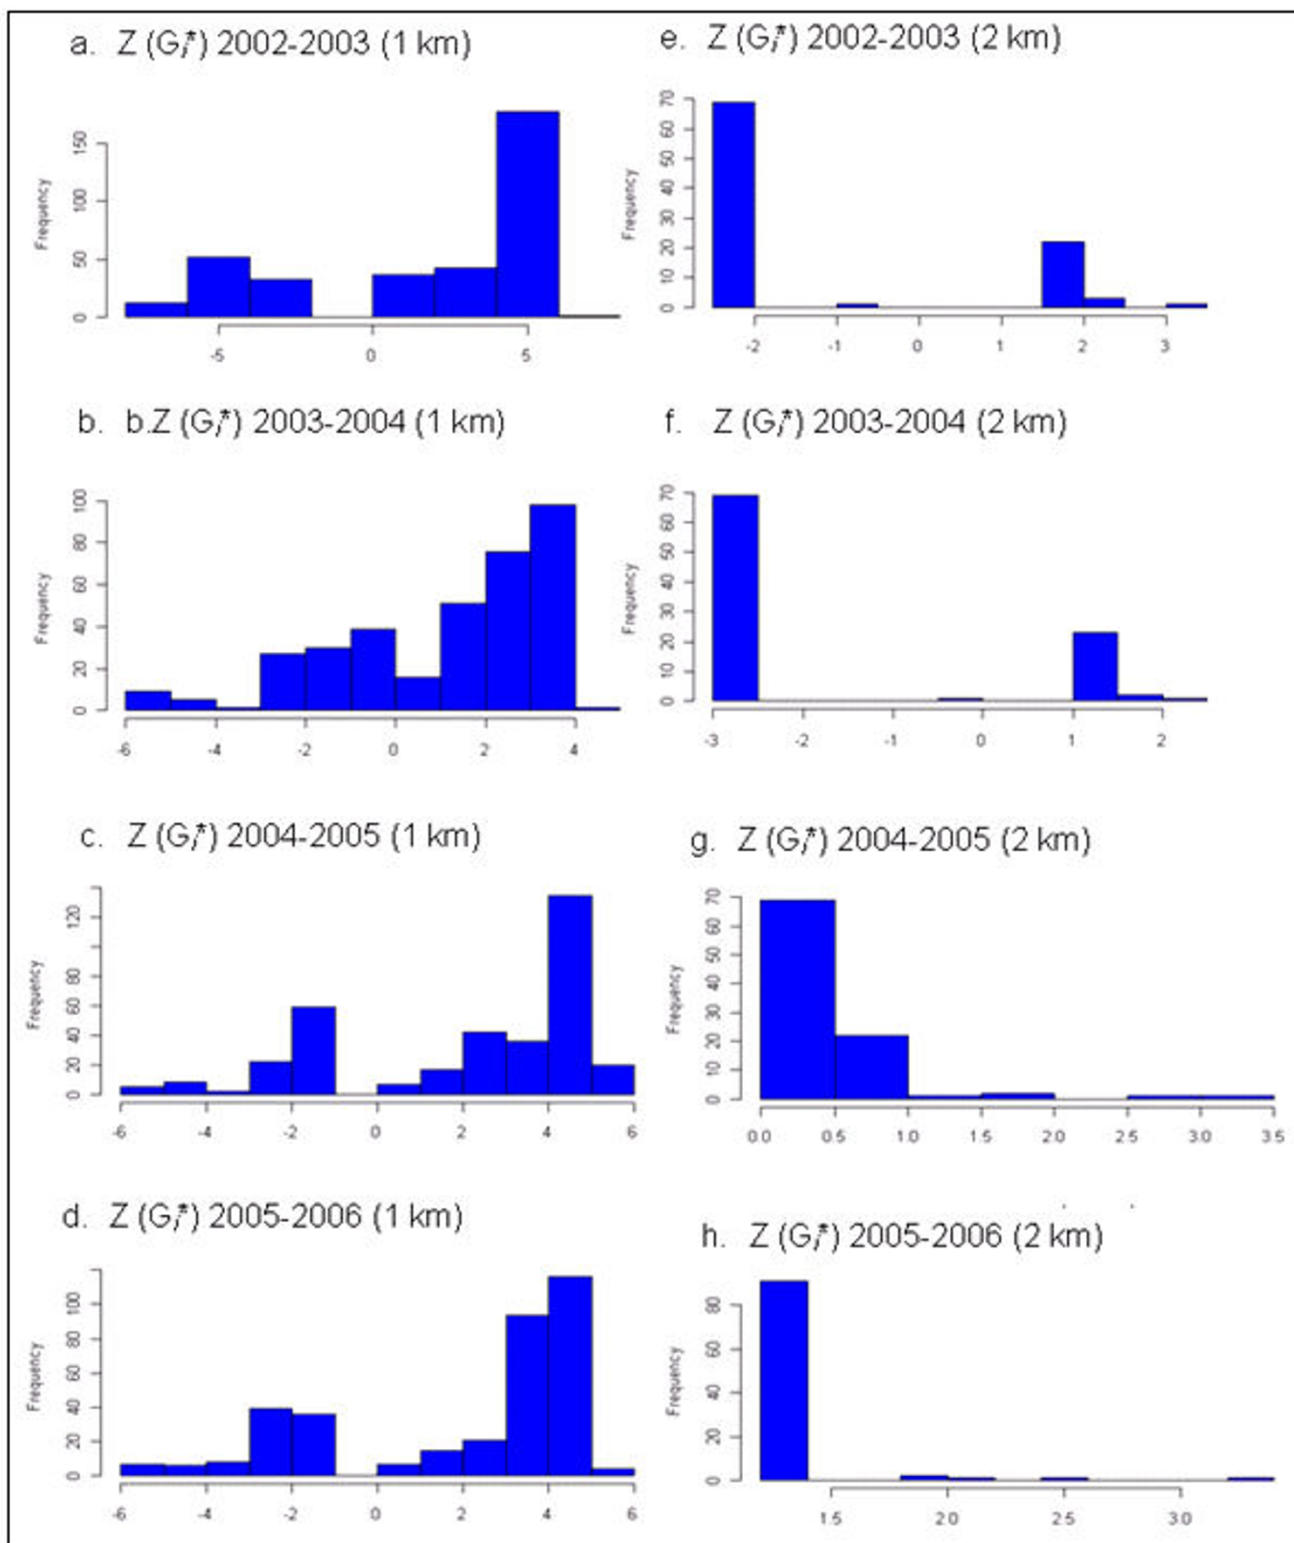 a. Z (Gi*) 2002-2003 (1 km)
Frequency
0 50 100 150
-5 0 5
e. Z (Gi*) 2002-2003 (2 km)
Frequency
0 10 20 30 40 50 60 70
-2 -1 0 1 2 3
b. b.Z (Gi*) 2003-2004 (1 km)
Frequency
0 20 40 60 80 100
-6 -4 -2 0 2 4
f. Z (Gi*) 2003-2004 (2 km)
Frequency
0 10 20 30 40 50 60 70
-3 -2 -1 0 1 2
c. Z (Gi*) 2004-2005 (1 km)
Frequency
0 20 40 60 80 120
-6 -4 -2 0 2 4 6
g. Z (Gi*) 2004-2005 (2 km)
Frequency
0 10 20 30 40 50 60 70
0.0 0.5 1.0 1.5 2.0 2.5 3.0 3.5
d. Z (Gi*) 2005-2006 (1 km)
Frequency
0 20 40 60 80 100
-6 -4 -2 0 2 4 6
h. Z (Gi*) 2005-2006 (2 km)
Frequency
0 20 40 60 80
1.5 2.0 2.5 3.0